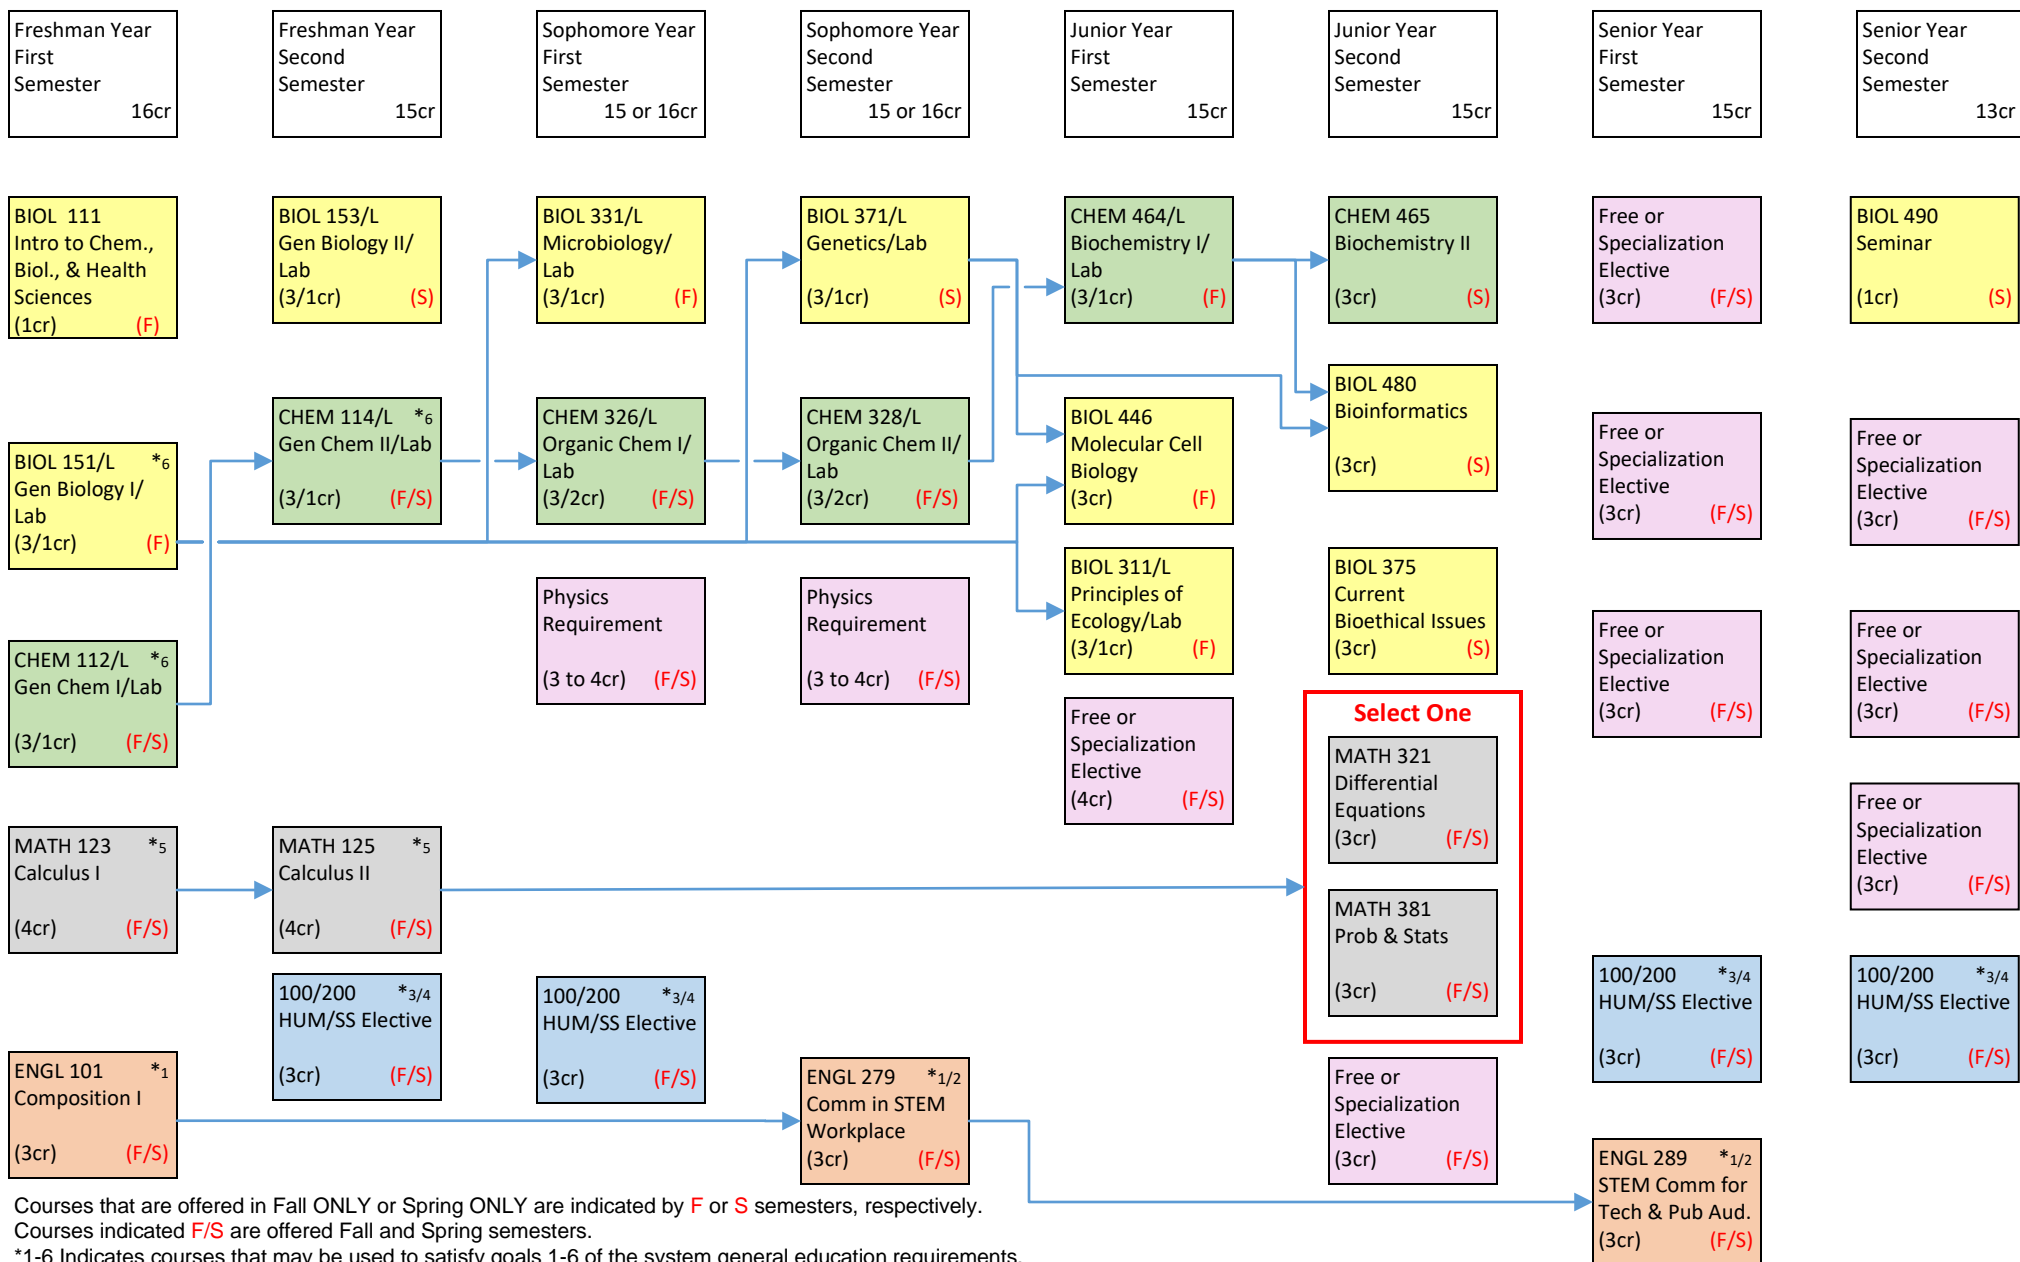 Freshman Year
First
Semester
16cr
Freshman Year
Second
Semester
15cr
Sophomore Year
First
Semester
15 or 16cr
Sophomore Year
Second
Semester
15 or 16cr
Junior Year
First
Semester
15cr
Junior Year
Second
Semester
15cr
Senior Year
First
Semester
15cr
Senior Year
Second
Semester
13cr
BIOL 111
Intro to Chem.,
Biol., & Health
Sciences
(1cr) (F)
BIOL 151/L *6
Gen Biology I/
Lab
(3/1cr) (F)
CHEM 112/L *6
Gen Chem I/Lab
(3/1cr) (F/S)
MATH 123 *5
Calculus I
(4cr) (F/S)
ENGL 101 *1
Composition I
(3cr) (F/S)
BIOL 153/L
Gen Biology II/
Lab
(3/1cr) (S)
CHEM 114/L *6
Gen Chem II/Lab
(3/1cr) (F/S)
MATH 125 *5
Calculus II
(4cr) (F/S)
100/200 *3/4
HUM/SS Elective
(3cr) (F/S)
BIOL 331/L
Microbiology/
Lab
(3/1cr) (F)
CHEM 326/L
Organic Chem I/
Lab
(3/2cr) (F/S)
Physics
Requirement
(3 to 4cr) (F/S)
100/200 *3/4
HUM/SS Elective
(3cr) (F/S)
BIOL 371/L
Genetics/Lab
(3/1cr) (S)
CHEM 328/L
Organic Chem II/
Lab
(3/2cr) (F/S)
Physics
Requirement
(3 to 4cr) (F/S)
ENGL 279 *1/2
Comm in STEM
Workplace
(3cr) (F/S)
CHEM 464/L
Biochemistry I/
Lab
(3/1cr) (F)
BIOL 446
Molecular Cell
Biology
(3cr) (F)
BIOL 311/L
Principles of
Ecology/Lab
(3/1cr) (F)
Free or
Specialization
Elective
(4cr) (F/S)
CHEM 465
Biochemistry II
(3cr) (S)
BIOL 480
Bioinformatics
(3cr) (S)
BIOL 375
Current
Bioethical Issues
(3cr) (S)
Select One
MATH 321
Differential
Equations
(3cr) (F/S)
MATH 381
Prob & Stats
(3cr) (F/S)
Free or
Specialization
Elective
(3cr) (F/S)
Free or
Specialization
Elective
(3cr) (F/S)
Free or
Specialization
Elective
(3cr) (F/S)
Free or
Specialization
Elective
(3cr) (F/S)
100/200 *3/4
HUM/SS Elective
(3cr) (F/S)
ENGL 289 *1/2
STEM Comm for
Tech & Pub Aud.
(3cr) (F/S)
BIOL 490
Seminar
(1cr) (S)
Free or
Specialization
Elective
(3cr) (F/S)
Free or
Specialization
Elective
(3cr) (F/S)
Free or
Specialization
Elective
(3cr) (F/S)
100/200 *3/4
HUM/SS Elective
(3cr) (F/S)
Courses that are offered in Fall ONLY or Spring ONLY are indicated by F or S semesters, respectively.
Courses indicated F/S are offered Fall and Spring semesters.
*1-6 Indicates courses that may be used to satisfy goals 1-6 of the system general education requirements.